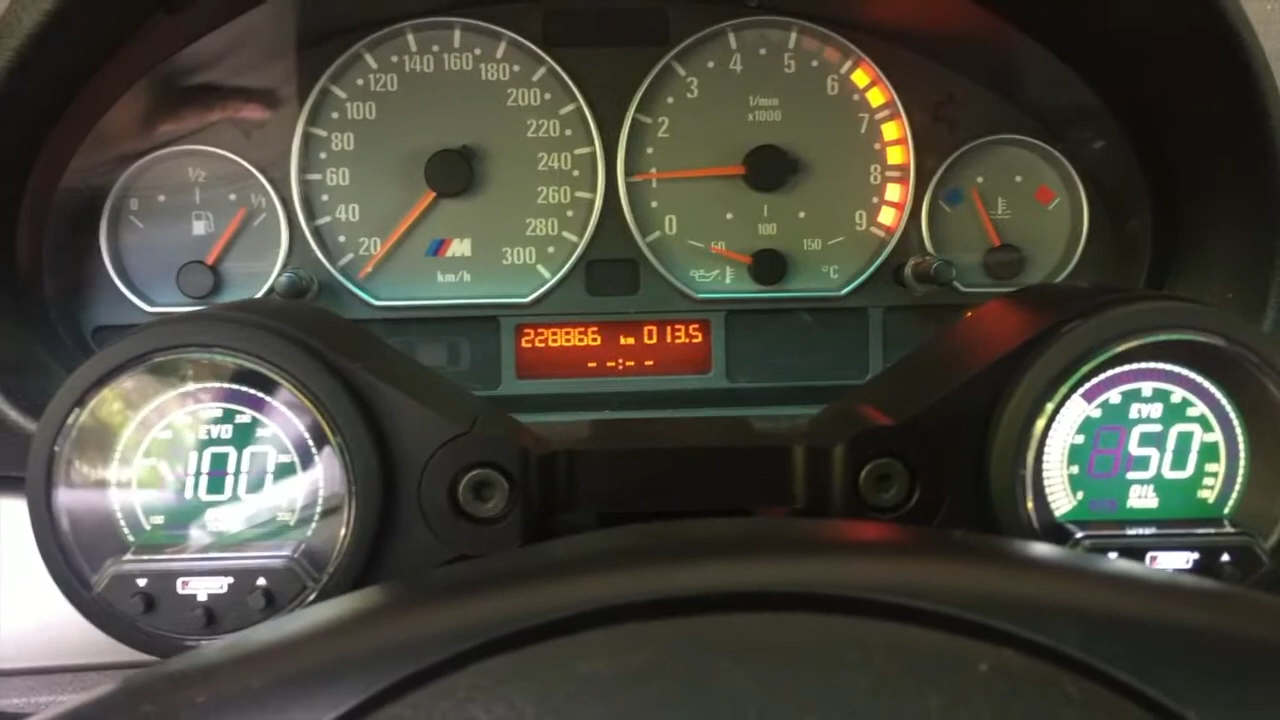 0 1/2 1/1
20 40 60 80 100 120 140 160 180 200 220 240 260 280 300
M
km/h
0 1 2 3 4 5 6 7 8 9
1/min
x1000
50 100 150
°C
228866 km 013.5
-- -:- -
EVO
100
EVO
50
OIL
PRESS